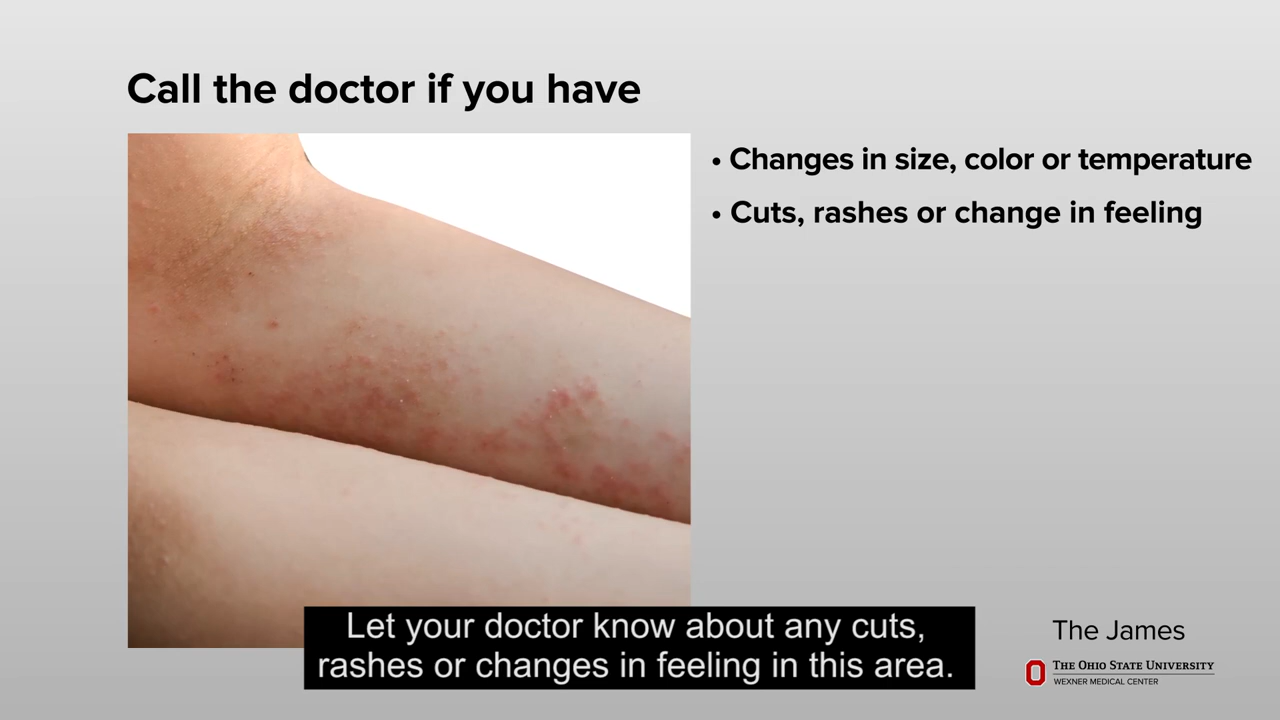 Call the doctor if you have
• Changes in size, color or temperature
• Cuts, rashes or change in feeling
Let your doctor know about any cuts,
rashes or changes in feeling in this area.
The James
THE OHIO STATE UNIVERSITY
WEXNER MEDICAL CENTER